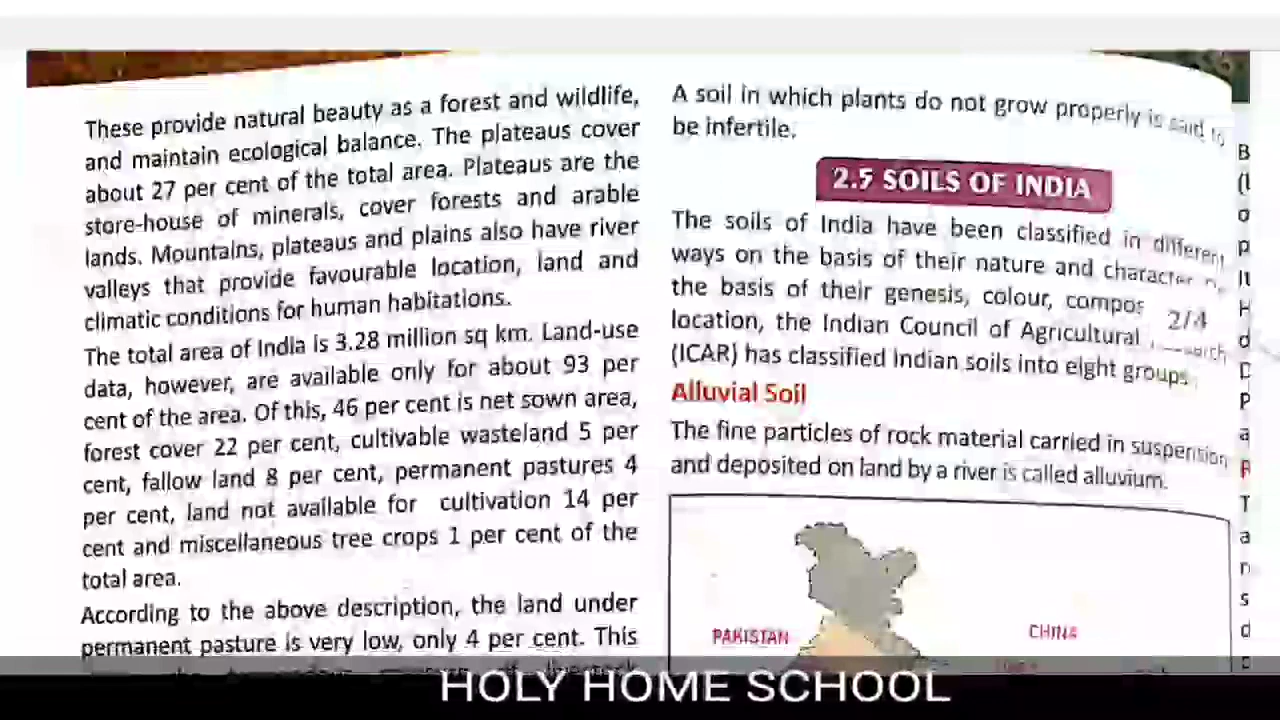 These provide natural beauty as a forest and wildlife,
and maintain ecological balance. The plateaus cover
about 27 per cent of the total area. Plateaus are the
store-house of minerals, cover forests and arable
lands. Mountains, plateaus and plains also have river
valleys that provide favourable location, land and
climatic conditions for human habitations.
The total area of India is 3.28 million sq km. Land-use
data, however, are available only for about 93 per
cent of the area. Of this, 46 per cent is net sown area,
forest cover 22 per cent, cultivable wasteland 5 per
cent, fallow land 8 per cent, permanent pastures 4
per cent, land not available for cultivation 14 per
cent and miscellaneous tree crops 1 per cent of the
total area.
According to the above description, the land under
permanent pasture is very low, only 4 per cent. This
A soil in which plants do not grow properly is said to
be infertile.
2.5 SOILS OF INDIA
The soils of India have been classified in different
ways on the basis of their nature and
the basis of their genesis, colour,
2/4
location, the Indian Council of Agricultural
(ICAR) has classified Indian soils into eight groups
Alluvial Soil
The fine particles of rock material carried in suspension
and deposited on land by a river is called alluvium.
PAKISTAN
CHINA
HOLY HOME SCHOOL